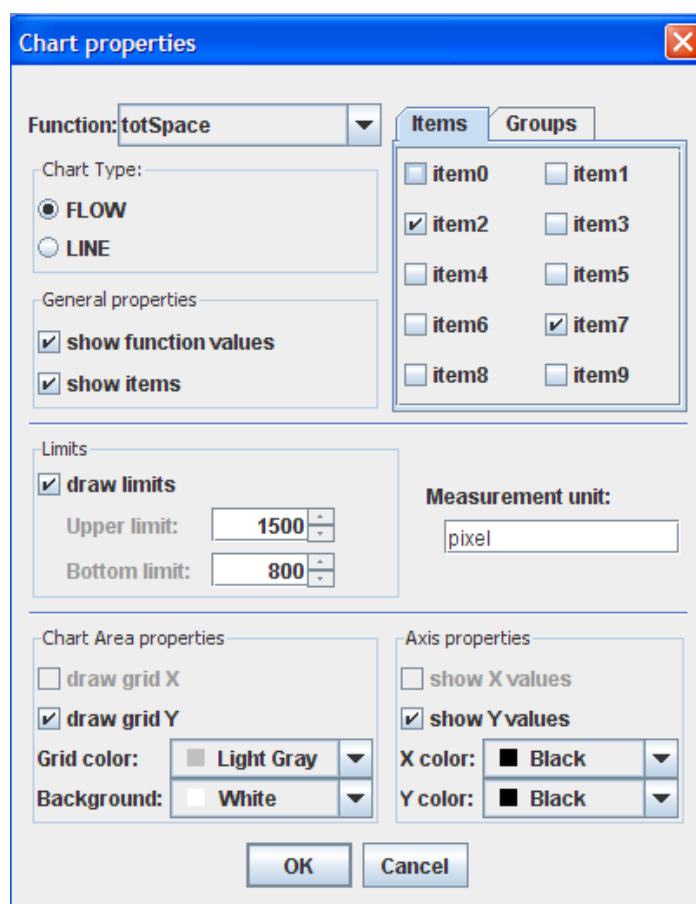 Chart properties
Function: totSpace
Items Groups
Chart Type:
FLOW
LINE
item0 item1
item2 item3
item4 item5
item6 item7
item8 item9
General properties
show function values
show items
Limits
draw limits
Upper limit: 1500
Bottom limit: 800
Measurement unit:
pixel
Chart Area properties
draw grid X
draw grid Y
Grid color: Light Gray
Background: White
Axis properties
show X values
show Y values
X color: Black
Y color: Black
OK Cancel